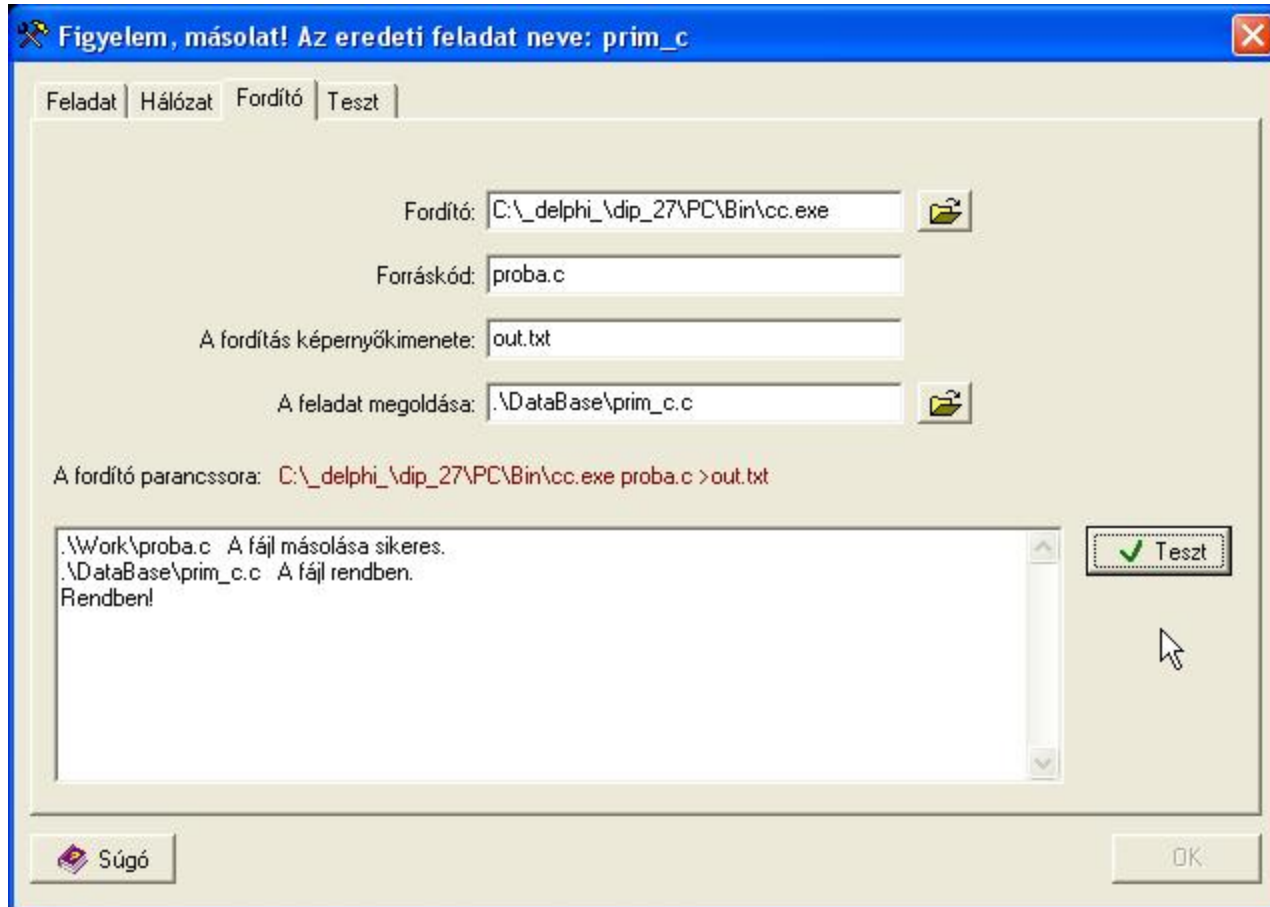 Figyelem, másolat! Az eredeti feladat neve: prim_c
Feladat Hálózat Fordító Teszt
Fordító: C:\_delphi_\dip_27\PC\Bin\cc.exe
Forráskód: proba.c
A fordítás képernyőkimenete: out.txt
A feladat megoldása: .\DataBase\prim_c.c
A fordító parancssora: C:\_delphi_\dip_27\PC\Bin\cc.exe proba.c >out.txt
.\Work\proba.c A fájl másolása sikeres.
.\DataBase\prim_c.c A fájl rendben.
Rendben!
Teszt
Súgó
OK